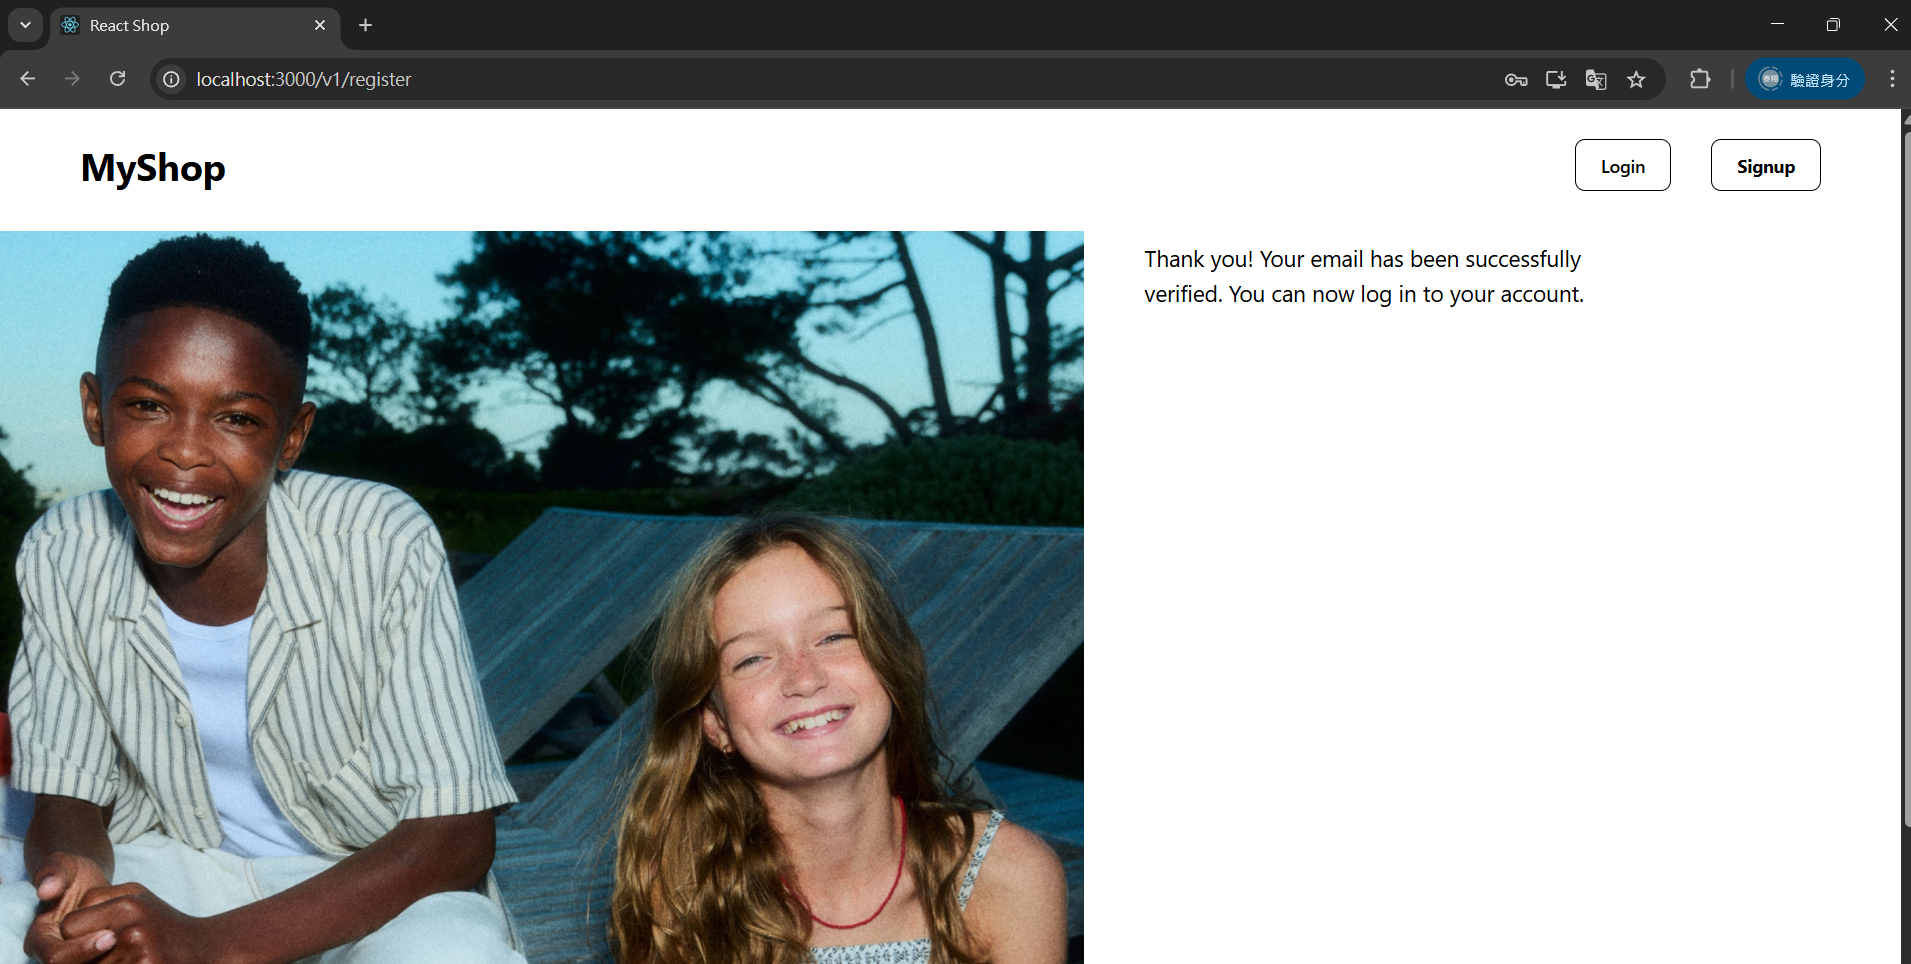 React Shop
localhost:3000/v1/register
驗證身分
MyShop
Login
Signup
Thank you! Your email has been successfully
verified. You can now log in to your account.